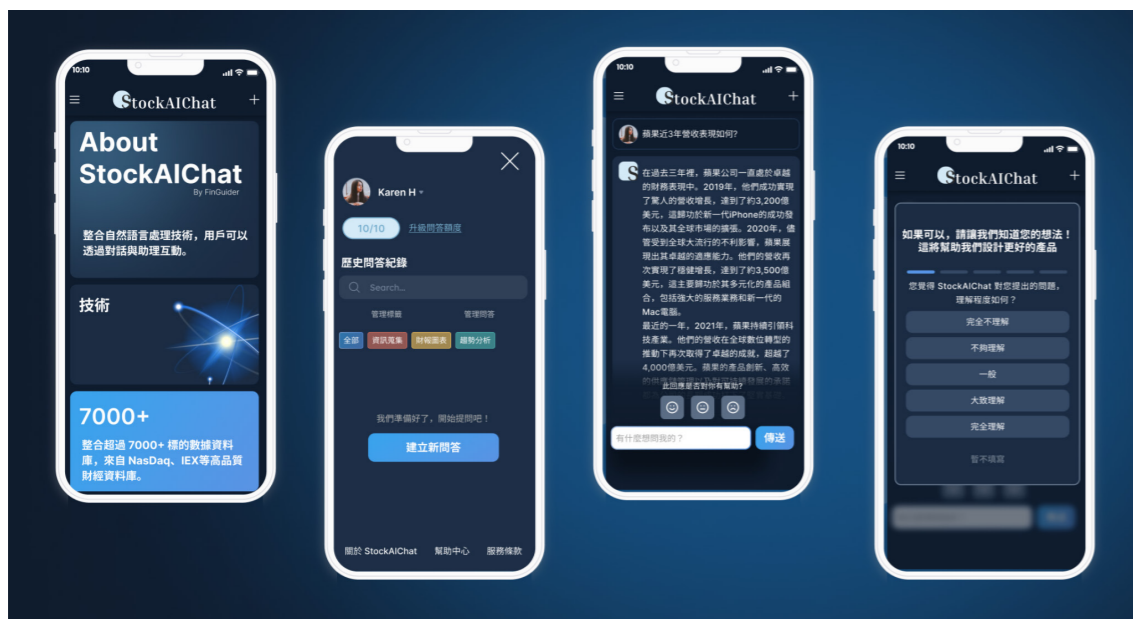 10:10
StockAIChat
About
StockAIChat
By FinGuider
整合自然語言處理技術，用戶可以
透過對話與助理互動。
技術
7000+
整合超過 7000+ 標的數據資料
庫，來自 NasDaq、IEX等高品質
財經資料庫。
Karen H
10/10 升級問答額度
歷史問答紀錄
Search...
管理標籤 管理問答
全部 資訊蒐集 財報圖表 趨勢分析
我們準備好了，開始提問吧！
建立新問答
關於 StockAIChat 幫助中心 服務條款
10:10
StockAIChat
蘋果近3年營收表現如何?
在過去三年裡，蘋果公司一直處於卓越
的財務表現中。2019年，他們成功實現
了驚人的營收增長，達到了約3,200億
美元，這歸功於新一代iPhone的成功發
布以及其全球市場的擴張。2020年，儘
管受到全球大流行的不利影響，蘋果展
現出其卓越的適應能力。他們的營收再
次實現了穩健增長，達到了約3,500億
美元，這主要歸功於其多元化的產品組
合，包括強大的服務業務和新一代的
Mac電腦。
最近的一年，2021年，蘋果持續引領科
技產業。他們的營收在全球數位轉型的
推動下再次取得了卓越的成就，超越了
4,000億美元。蘋果的產品創新、高效
此回應是否對你有幫助?
有什麼想問我的？ 傳送
10:10
StockAIChat
如果可以，請讓我們知道您的想法！
這將幫助我們設計更好的產品
您覺得 StockAIChat 對您提出的問題，
理解程度如何？
完全不理解
不夠理解
一般
大致理解
完全理解
暫不填寫